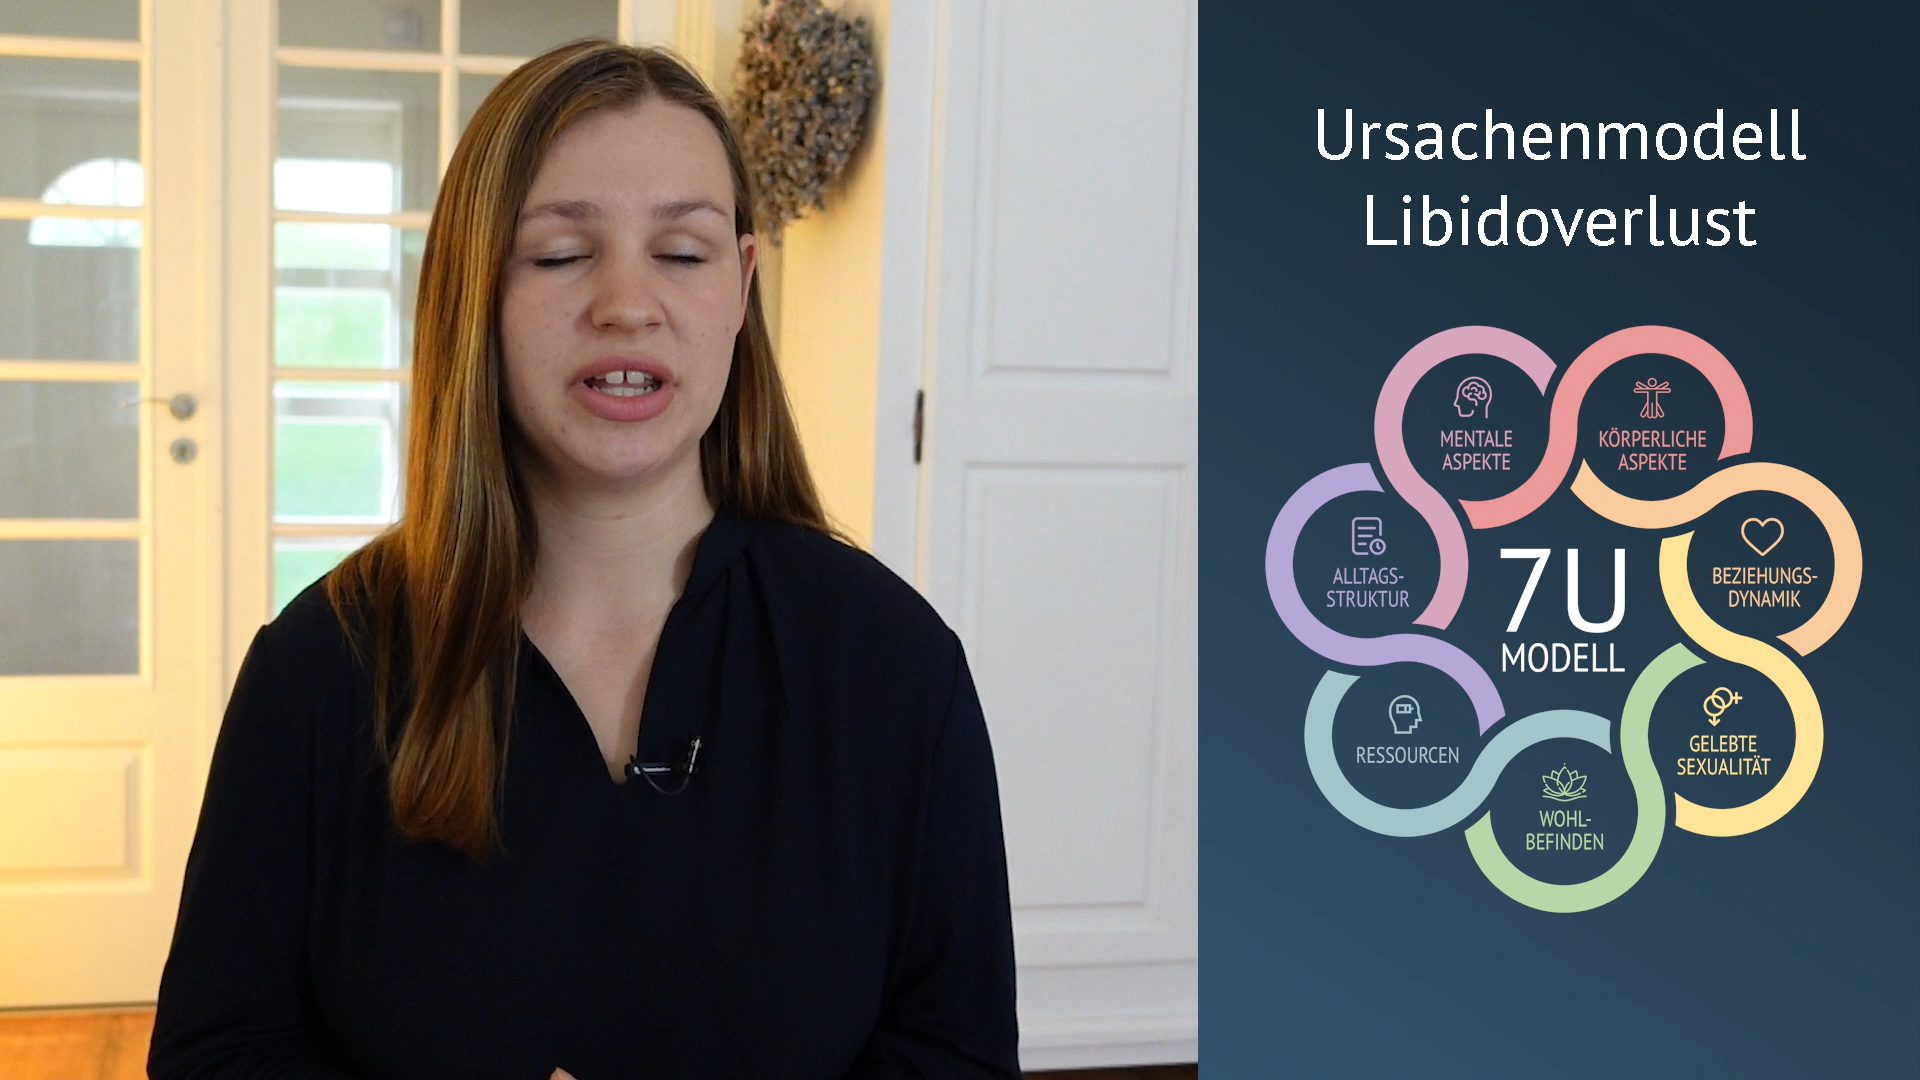 Ursachenmodell
Libidoverlust
MENTALE
ASPEKTE
KÖRPERLICHE
ASPEKTE
ALLTAGS-
STRUKTUR
BEZIEHUNGS-
DYNAMIK
7U
MODELL
RESSOURCEN
GELEBTE
SEXUALITÄT
WOHL-
BEFINDEN